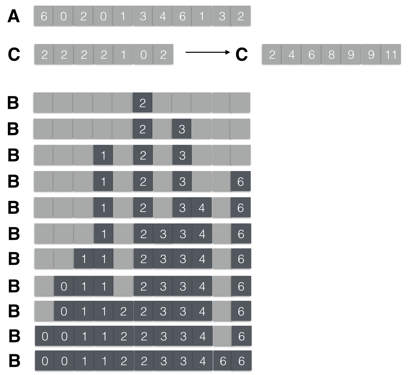 A 6 0 2 0 1 3 4 6 1 3 2
C 2 2 2 2 1 0 2 → C 2 4 6 8 9 9 11
B 2
B 2 3
B 1 2 3
B 1 2 3 6
B 1 2 3 4 6
B 1 2 3 3 4 6
B 1 1 2 3 3 4 6
B 0 1 1 2 3 3 4 6
B 0 1 1 2 2 3 3 4 6
B 0 0 1 1 2 2 3 3 4 6
B 0 0 1 1 2 2 3 3 4 6 6